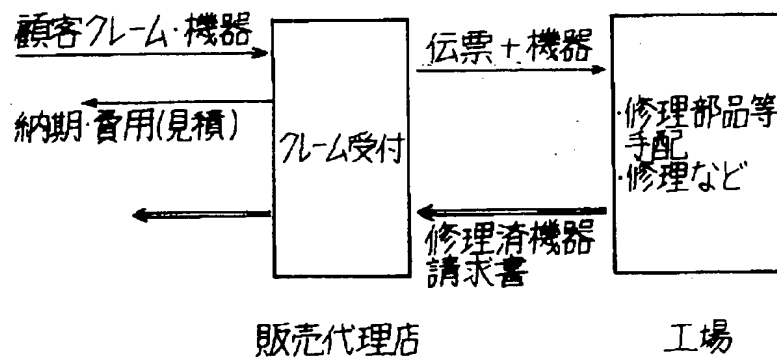 顧客クレーム・機器
納期・費用(見積)
クレーム受付
伝票+機器
修理済機器
請求書
・修理部品等
手配
・修理など
販売代理店
工場